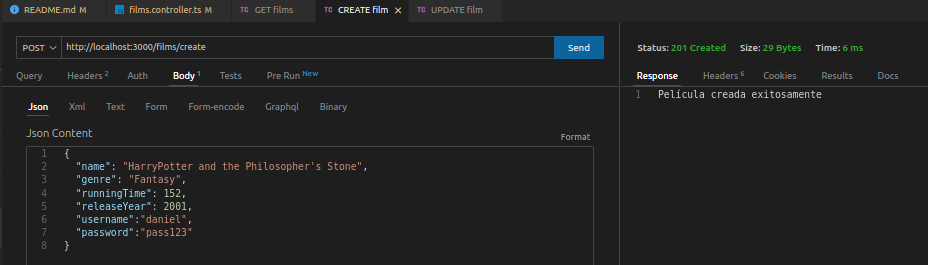 README.md M
films.controller.ts M
TC GET films
TC CREATE film ×
TC UPDATE film
POST http://localhost:3000/films/create Send
Query Headers 2 Auth Body 1 Tests Pre Run New
Json Xml Text Form Form-encode Graphql Binary
Json Content Format
1 {
2 "name": "HarryPotter and the Philosopher's Stone",
3 "genre": "Fantasy",
4 "runningTime": 152,
5 "releaseYear": 2001,
6 "username":"daniel",
7 "password":"pass123"
8 }
Status: 201 Created Size: 29 Bytes Time: 6 ms
Response Headers 6 Cookies Results Docs
1 Película creada exitosamente